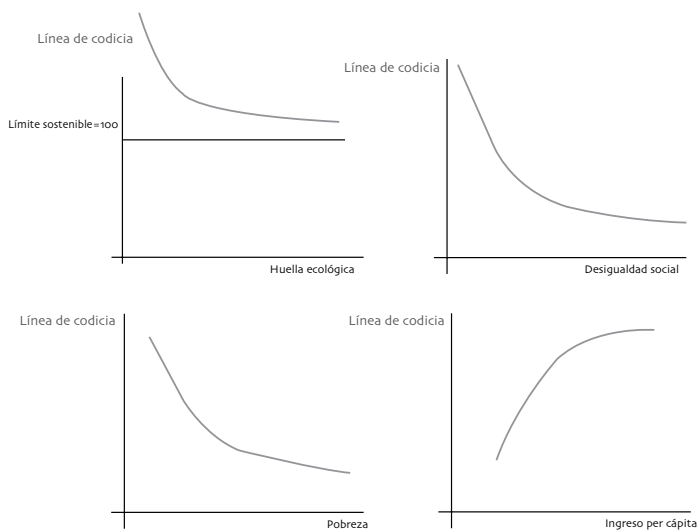 Línea de codicia
Límite sostenible=100
Huella ecológica
Línea de codicia
Desigualdad social
Línea de codicia
Pobreza
Línea de codicia
Ingreso per cápita